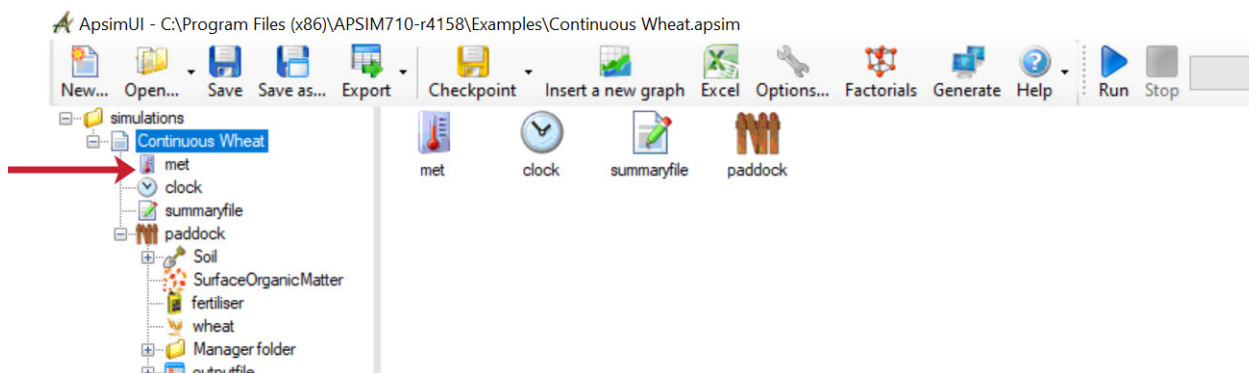 ApsimUI - C:\Program Files (x86)\APSIM710-r4158\Examples\Continuous Wheat.apsim
New... Open... Save Save as... Export Checkpoint Insert a new graph Excel Options... Factorials Generate Help Run Stop
simulations
Continuous Wheat
met
clock
summaryfile
paddock
Soil
SurfaceOrganicMatter
fertiliser
wheat
Manager folder
outputfile
met clock summaryfile paddock